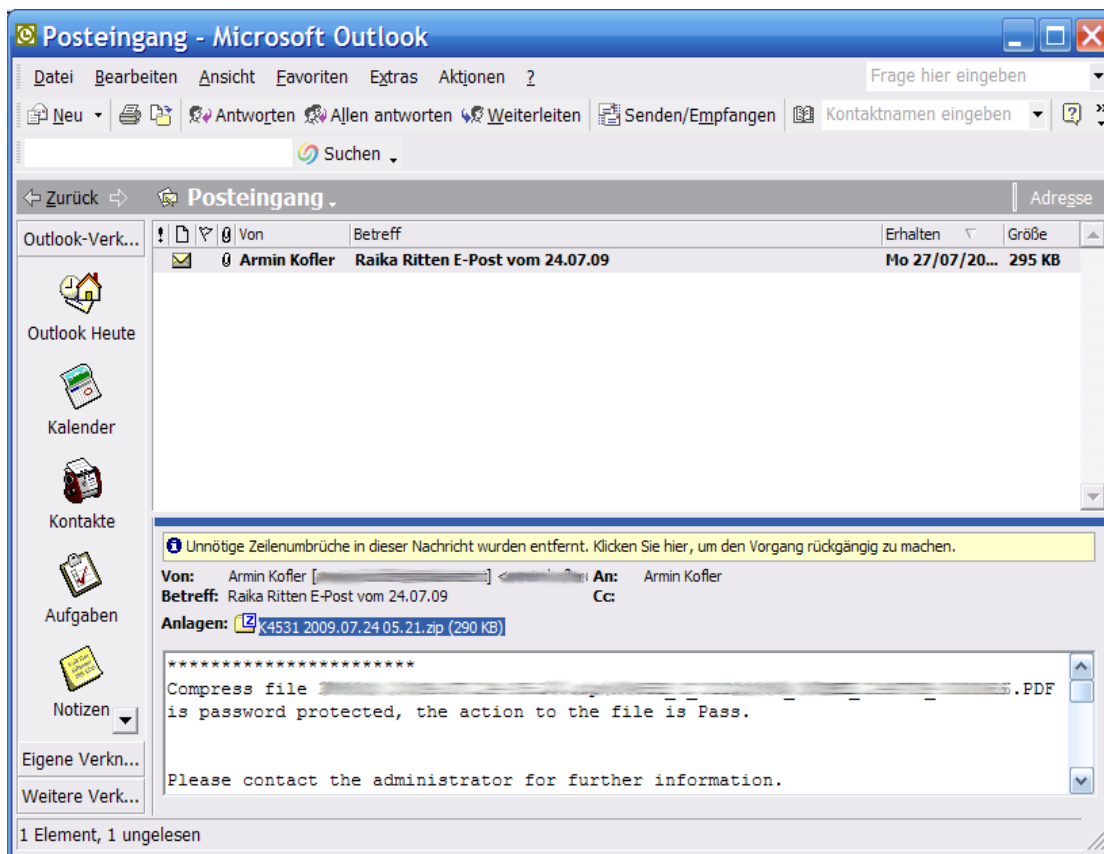 Posteingang - Microsoft Outlook
Datei Bearbeiten Ansicht Favoriten Extras Aktionen ? Frage hier eingeben
Neu Antworten Allen antworten Weiterleiten Senden/Empfangen Kontaktnamen eingeben
Suchen
Zurück Posteingang Adresse
Outlook-Verk... Von Betreff Erhalten Größe
Armin Kofler Raika Ritten E-Post vom 24.07.09 Mo 27/07/20... 295 KB
Outlook Heute
Kalender
Kontakte
Unnötige Zeilenumbrüche in dieser Nachricht wurden entfernt. Klicken Sie hier, um den Vorgang rückgängig zu machen.
Von: Armin Kofler [ ] < An: Armin Kofler
Betreff: Raika Ritten E-Post vom 24.07.09 Cc:
Aufgaben
Anlagen: K4531 2009.07.24 05.21.zip (290 KB)
***********************
Compress file .PDF
is password protected, the action to the file is Pass.
Notizen
Eigene Verkn...
Please contact the administrator for further information.
Weitere Verk...
1 Element, 1 ungelesen